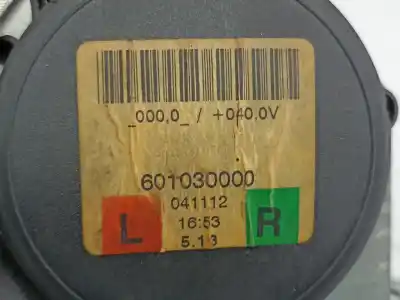 _000,0_ / +040,0V
601030000
041112
L
16:53
R
5.13